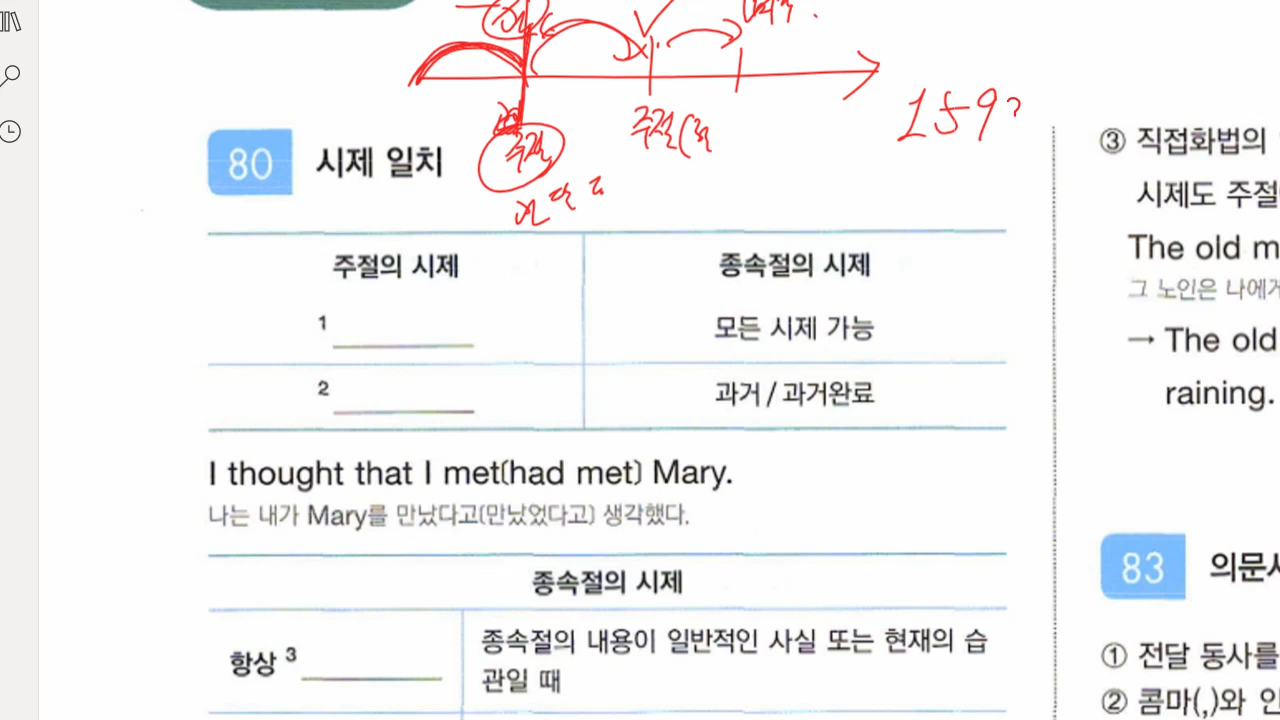 주절
주절(과
159?
80 시제 일치
주절의 시제 종속절의 시제
1 모든 시제 가능
2 과거 / 과거완료
I thought that I met(had met) Mary.
나는 내가 Mary를 만났다고(만났었다고) 생각했다.
종속절의 시제
항상 3 종속절의 내용이 일반적인 사실 또는 현재의 습
관일 때
③ 직접화법의
시제도 주절
The old m
그 노인은 나에게
→ The old
raining.
83 의문사
① 전달 동사를
② 콤마(,)와 인